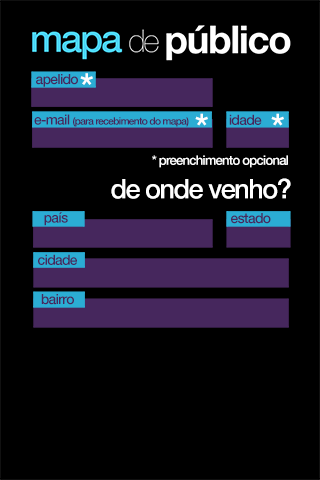 mapa de público
apelido*
e-mail (para recebimento do mapa) * idade *
* preenchimento opcional
de onde venho?
país estado
cidade
bairro